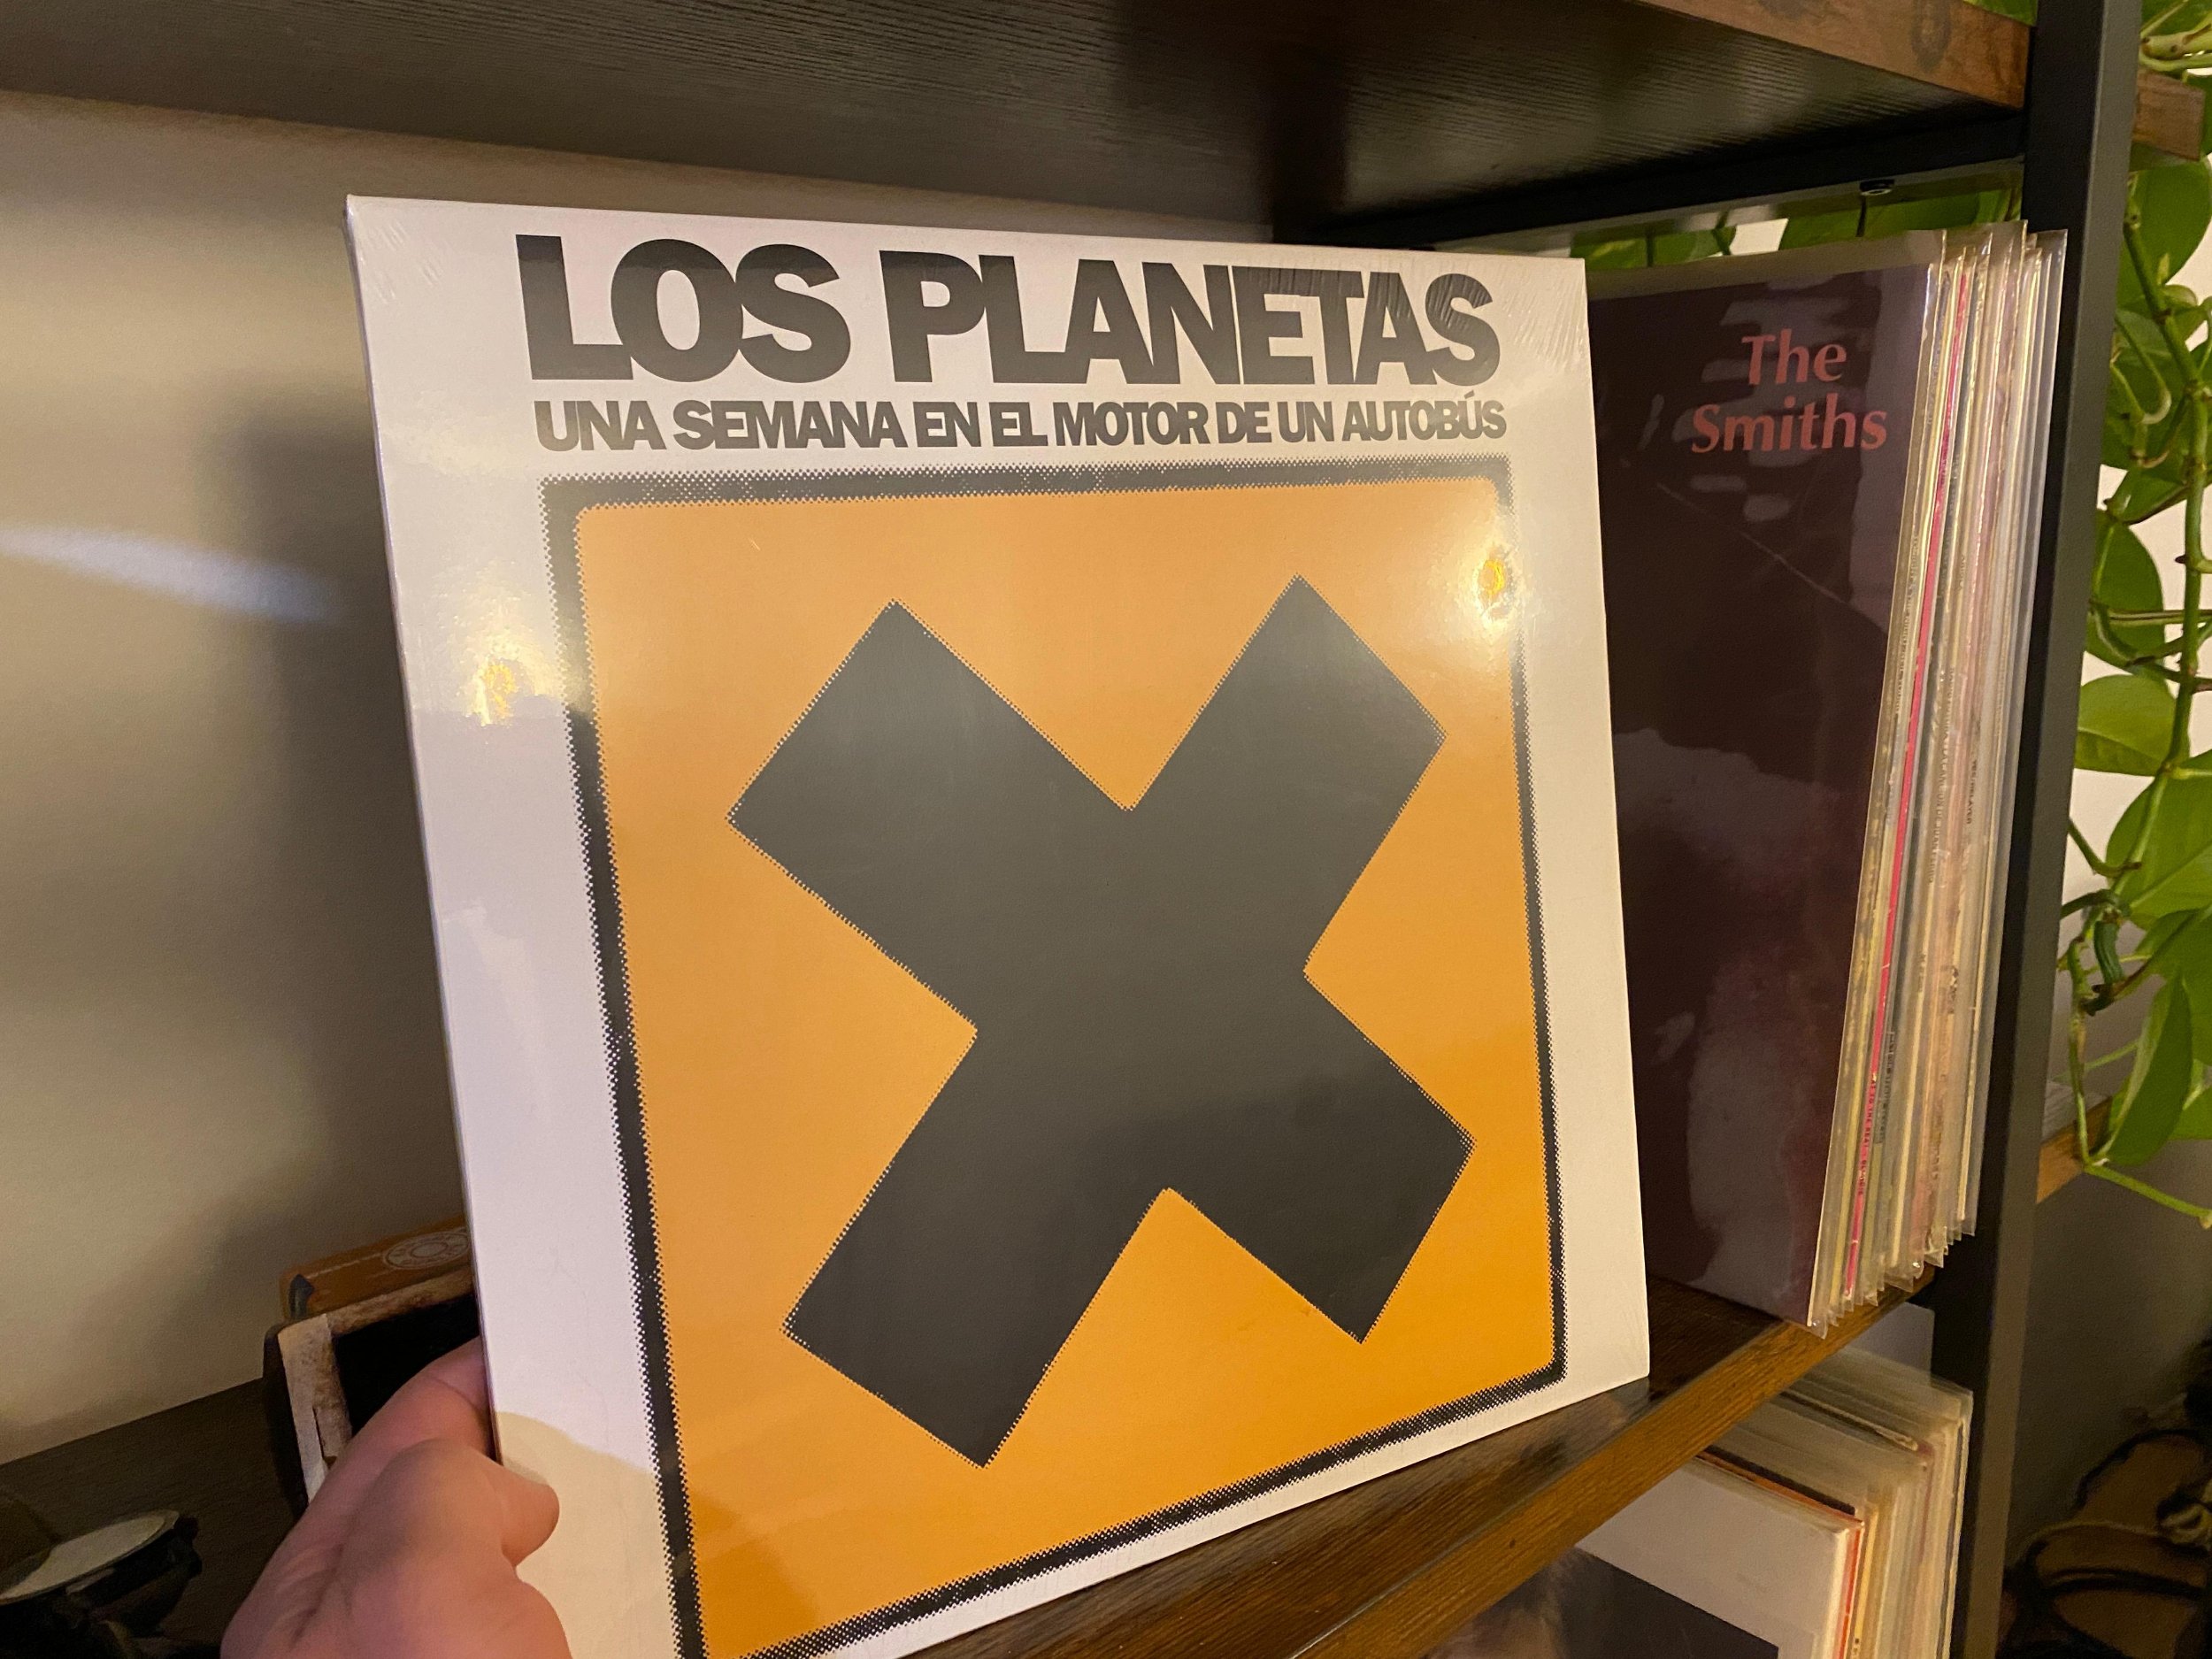 LOS PLANETAS
UNA SEMANA EN EL MOTOR DE UN AUTOBÚS
The
Smiths